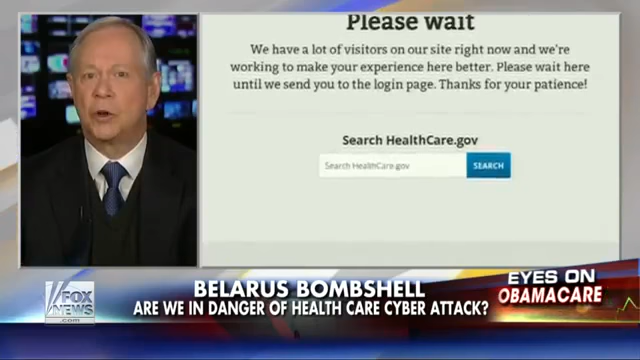 Please wait
We have a lot of visitors on our site right now and we're
working to make your experience here better. Please wait here
until we send you to the login page. Thanks for your patience!
Search HealthCare.gov
Search HealthCare.gov
SEARCH
FOX
NEWS
.com
BELARUS BOMBSHELL
ARE WE IN DANGER OF HEALTH CARE CYBER ATTACK?
EYES ON
OBAMACARE